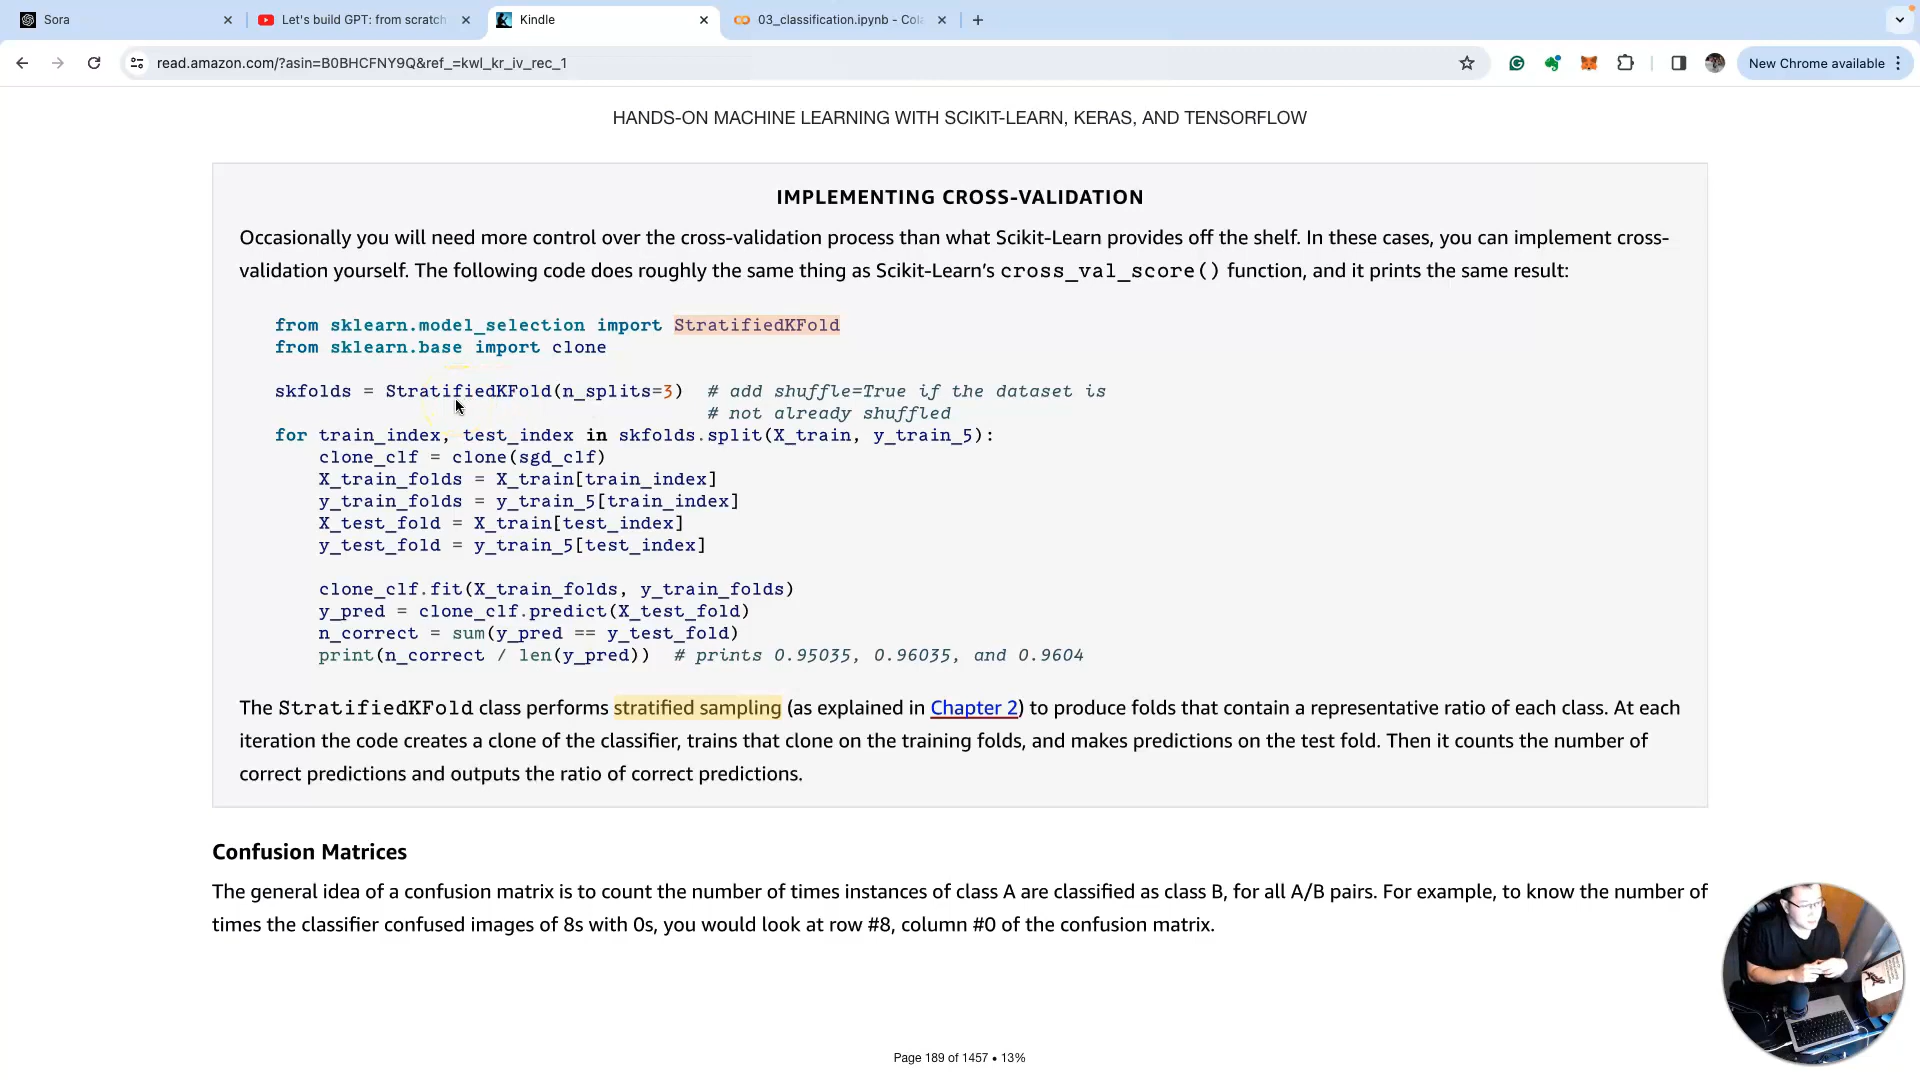 Sora
Let's build GPT: from scratch
Kindle
03_classification.ipynb - Cola
read.amazon.com/?asin=B0BHCFNY9Q&ref_=kwl_kr_iv_rec_1
New Chrome available
HANDS-ON MACHINE LEARNING WITH SCIKIT-LEARN, KERAS, AND TENSORFLOW
IMPLEMENTING CROSS-VALIDATION
Occasionally you will need more control over the cross-validation process than what Scikit-Learn provides off the shelf. In these cases, you can implement cross-
validation yourself. The following code does roughly the same thing as Scikit-Learn's cross_val_score() function, and it prints the same result:
from sklearn.model_selection import StratifiedKFold
from sklearn.base import clone
skfolds = StratifiedKFold(n_splits=3)  # add shuffle=True if the dataset is
# not already shuffled
for train_index, test_index in skfolds.split(X_train, y_train_5):
clone_clf = clone(sgd_clf)
X_train_folds = X_train[train_index]
y_train_folds = y_train_5[train_index]
X_test_fold = X_train[test_index]
y_test_fold = y_train_5[test_index]
clone_clf.fit(X_train_folds, y_train_folds)
y_pred = clone_clf.predict(X_test_fold)
n_correct = sum(y_pred == y_test_fold)
print(n_correct / len(y_pred))  # prints 0.95035, 0.96035, and 0.9604
The StratifiedKFold class performs stratified sampling (as explained in Chapter 2) to produce folds that contain a representative ratio of each class. At each
iteration the code creates a clone of the classifier, trains that clone on the training folds, and makes predictions on the test fold. Then it counts the number of
correct predictions and outputs the ratio of correct predictions.
Confusion Matrices
The general idea of a confusion matrix is to count the number of times instances of class A are classified as class B, for all A/B pairs. For example, to know the number of
times the classifier confused images of 8s with 0s, you would look at row #8, column #0 of the confusion matrix.
Page 189 of 1457 • 13%